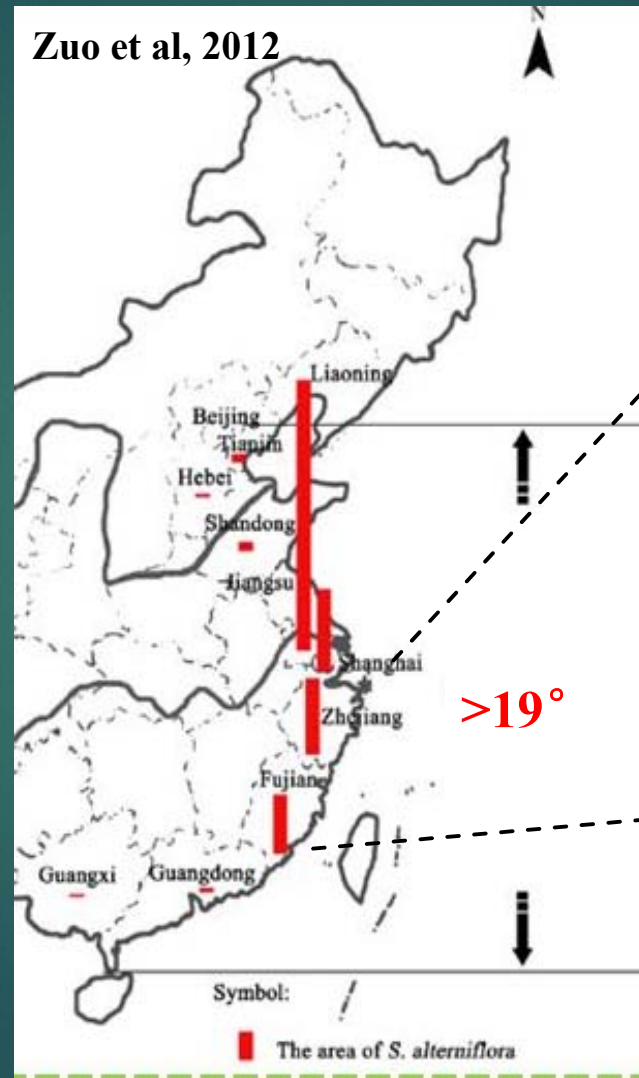 N
Zuo et al, 2012
Liaoning
Beijing
Tianjin
Hebei
Shandong
Jiangsu
Shanghai
>19°
Zhejiang
Fujian
Guangxi
Guangdong
Symbol:
The area of S. alterniflora